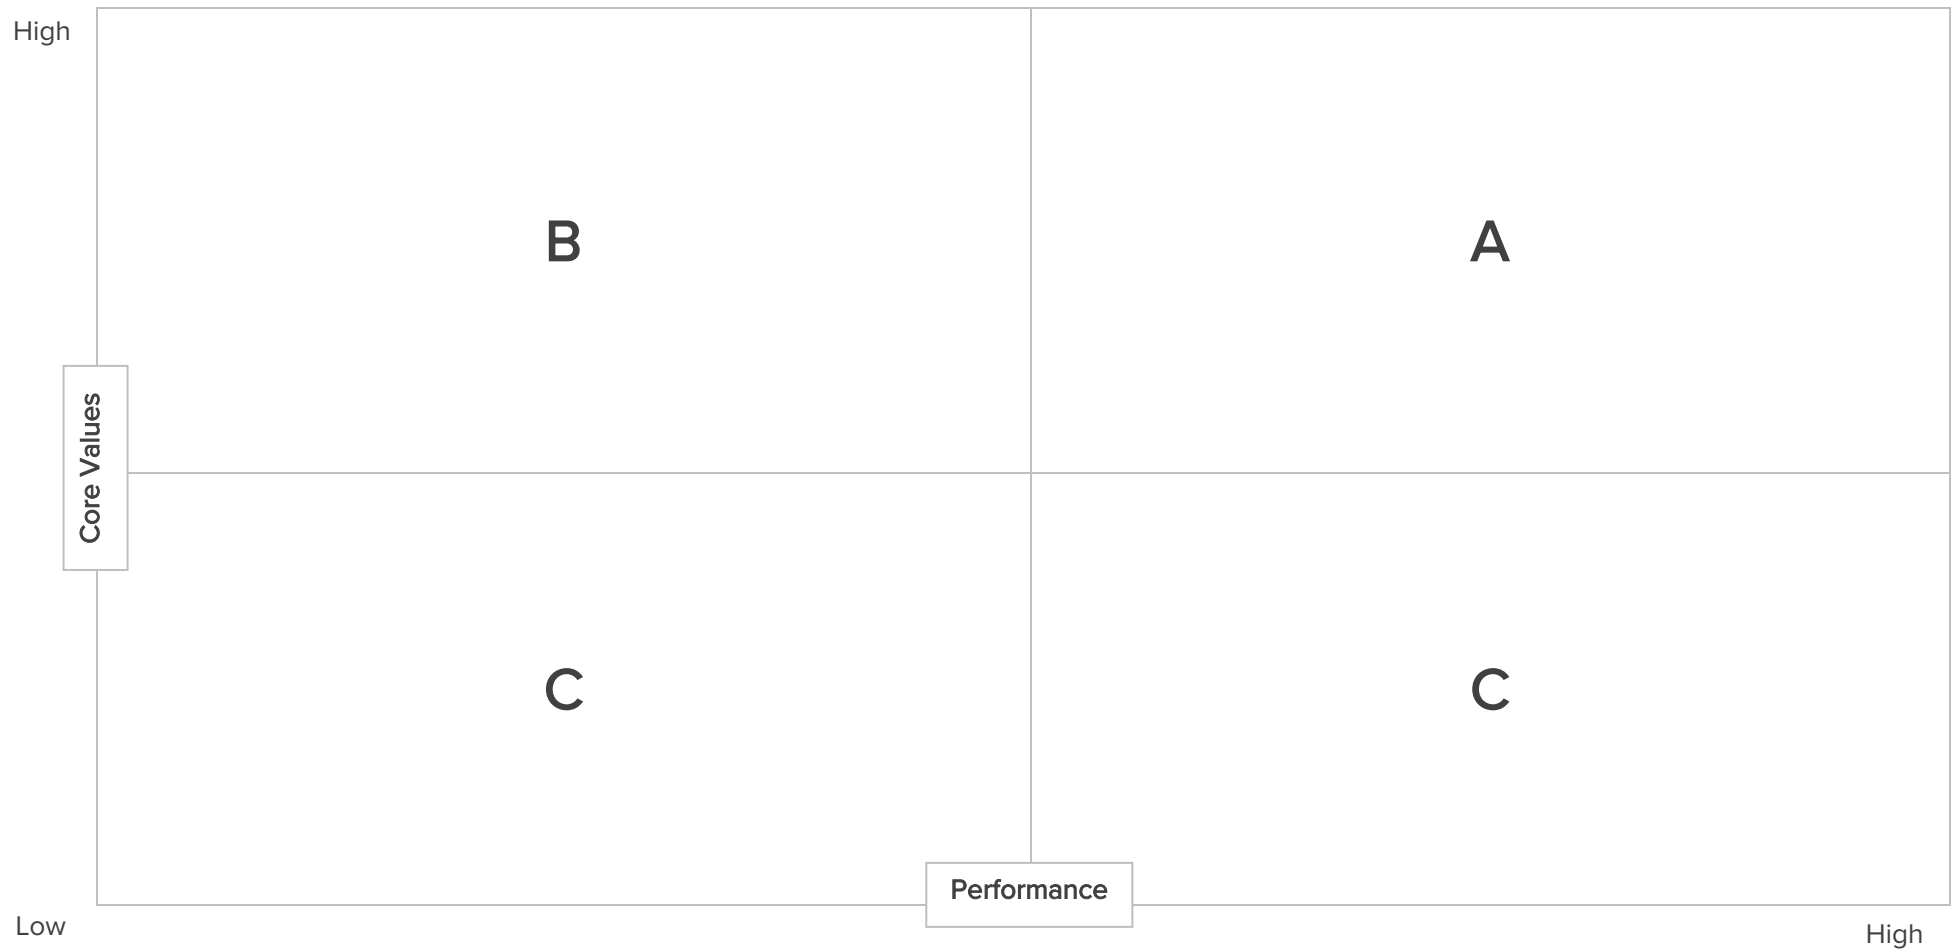 High
B
A
Core Values
C
C
Performance
Low
High